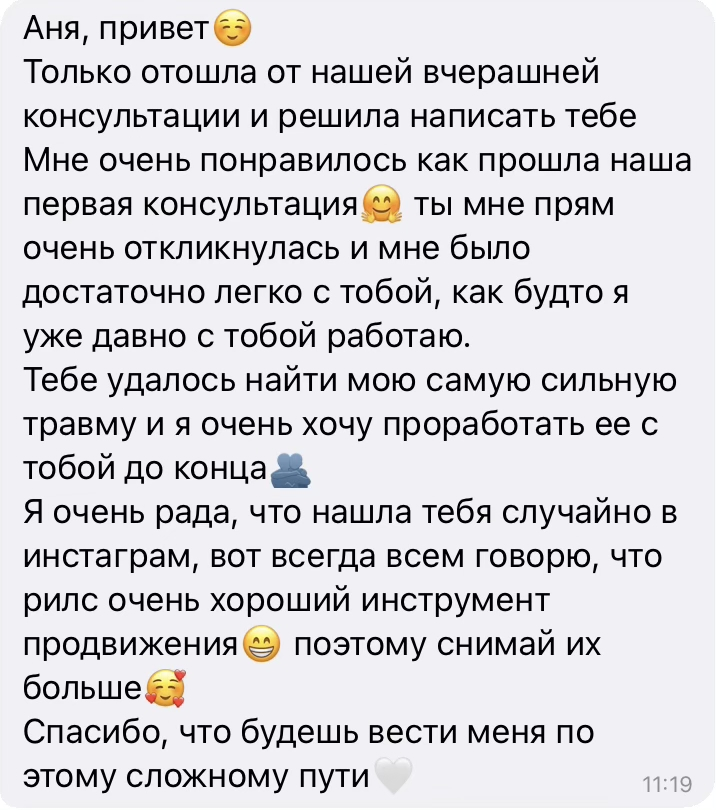 Аня, привет☺️
Только отошла от нашей вчерашней
консультации и решила написать тебе
Мне очень понравилось как прошла наша
первая консультация🤗 ты мне прям
очень откликнулась и мне было
достаточно легко с тобой, как будто я
уже давно с тобой работаю.
Тебе удалось найти мою самую сильную
травму и я очень хочу проработать ее с
тобой до конца🫂
Я очень рада, что нашла тебя случайно в
инстаграм, вот всегда всем говорю, что
рилс очень хороший инструмент
продвижения😁 поэтому снимай их
больше🥰
Спасибо, что будешь вести меня по
этому сложному пути🤍
11:19